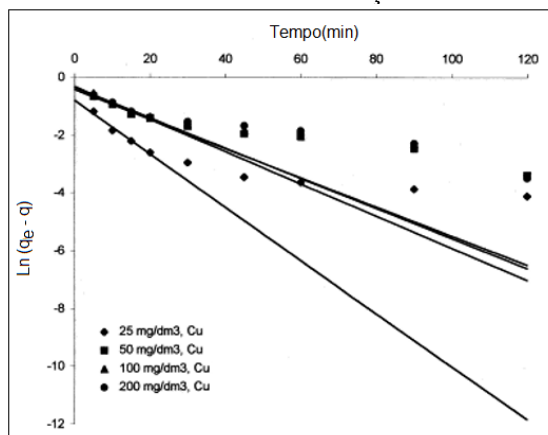 Tempo(min)
0 20 40 60 80 100 120
0
-2
-4
-6
-8
-10
-12
Ln (qe - q)
25 mg/dm3, Cu
50 mg/dm3, Cu
100 mg/dm3, Cu
200 mg/dm3, Cu